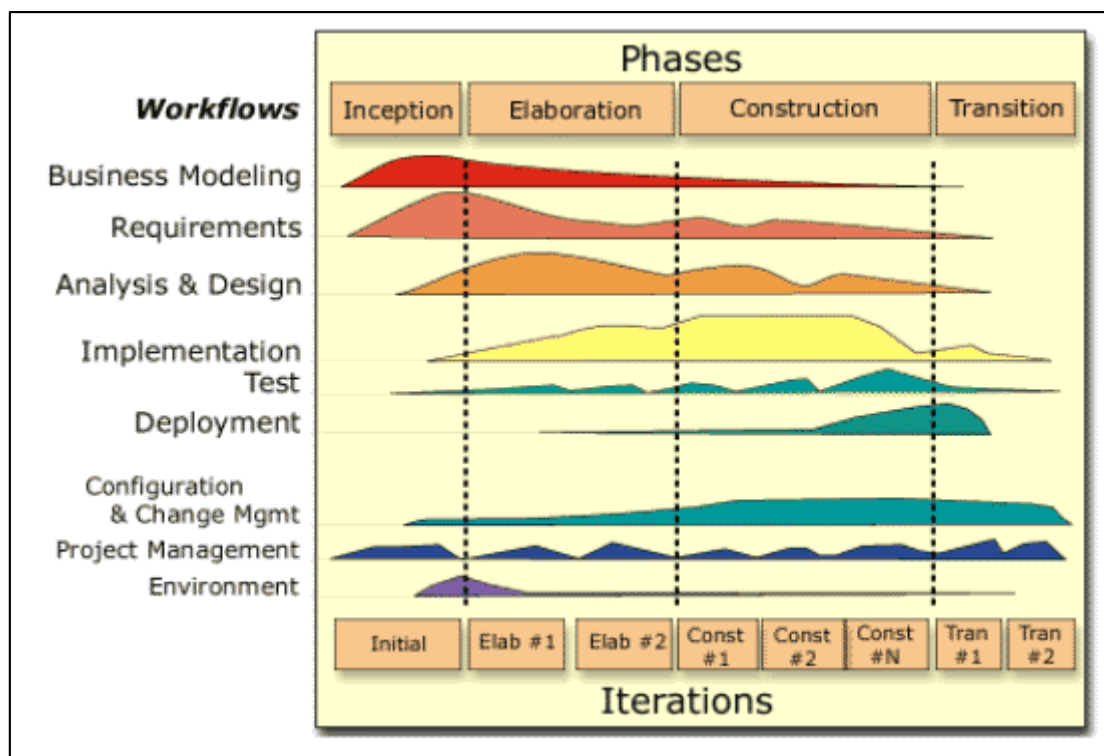 Phases
Workflows
Inception
Elaboration
Construction
Transition
Business Modeling
Requirements
Analysis & Design
Implementation
Test
Deployment
Configuration
& Change Mgmt
Project Management
Environment
Initial
Elab #1
Elab #2
Const
#1
Const
#2
Const
#N
Tran
#1
Tran
#2
Iterations